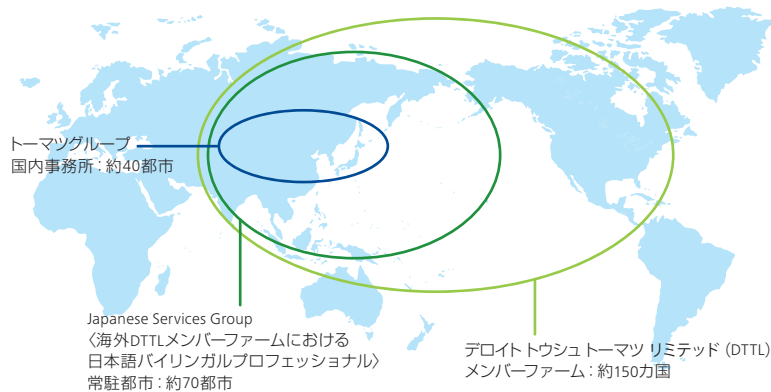 トーマツグループ
国内事務所：約40都市
Japanese Services Group
〈海外DTTLメンバーファームにおける
日本語バイリンガルプロフェッショナル〉
常駐都市：約70都市
デロイト トウシュ トーマツ リミテッド（DTTL）
メンバーファーム：約150カ国